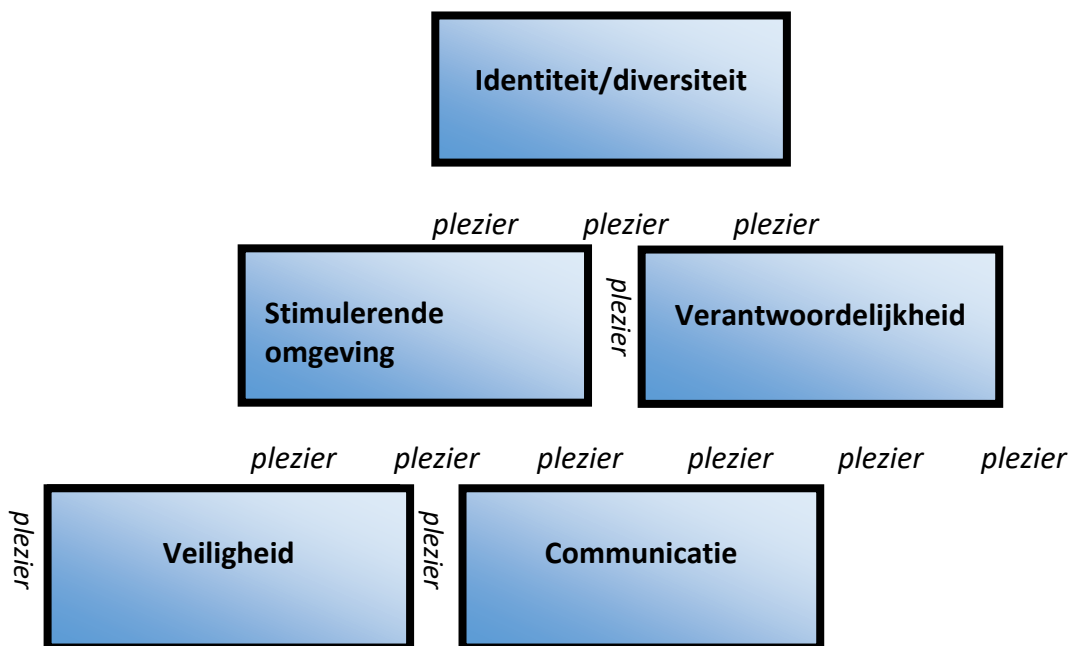 Identiteit/diversiteit
plezier plezier plezier
Stimulerende
omgeving
plezier
Verantwoordelijkheid
plezier plezier plezier plezier plezier plezier
plezier
Veiligheid
plezier
Communicatie